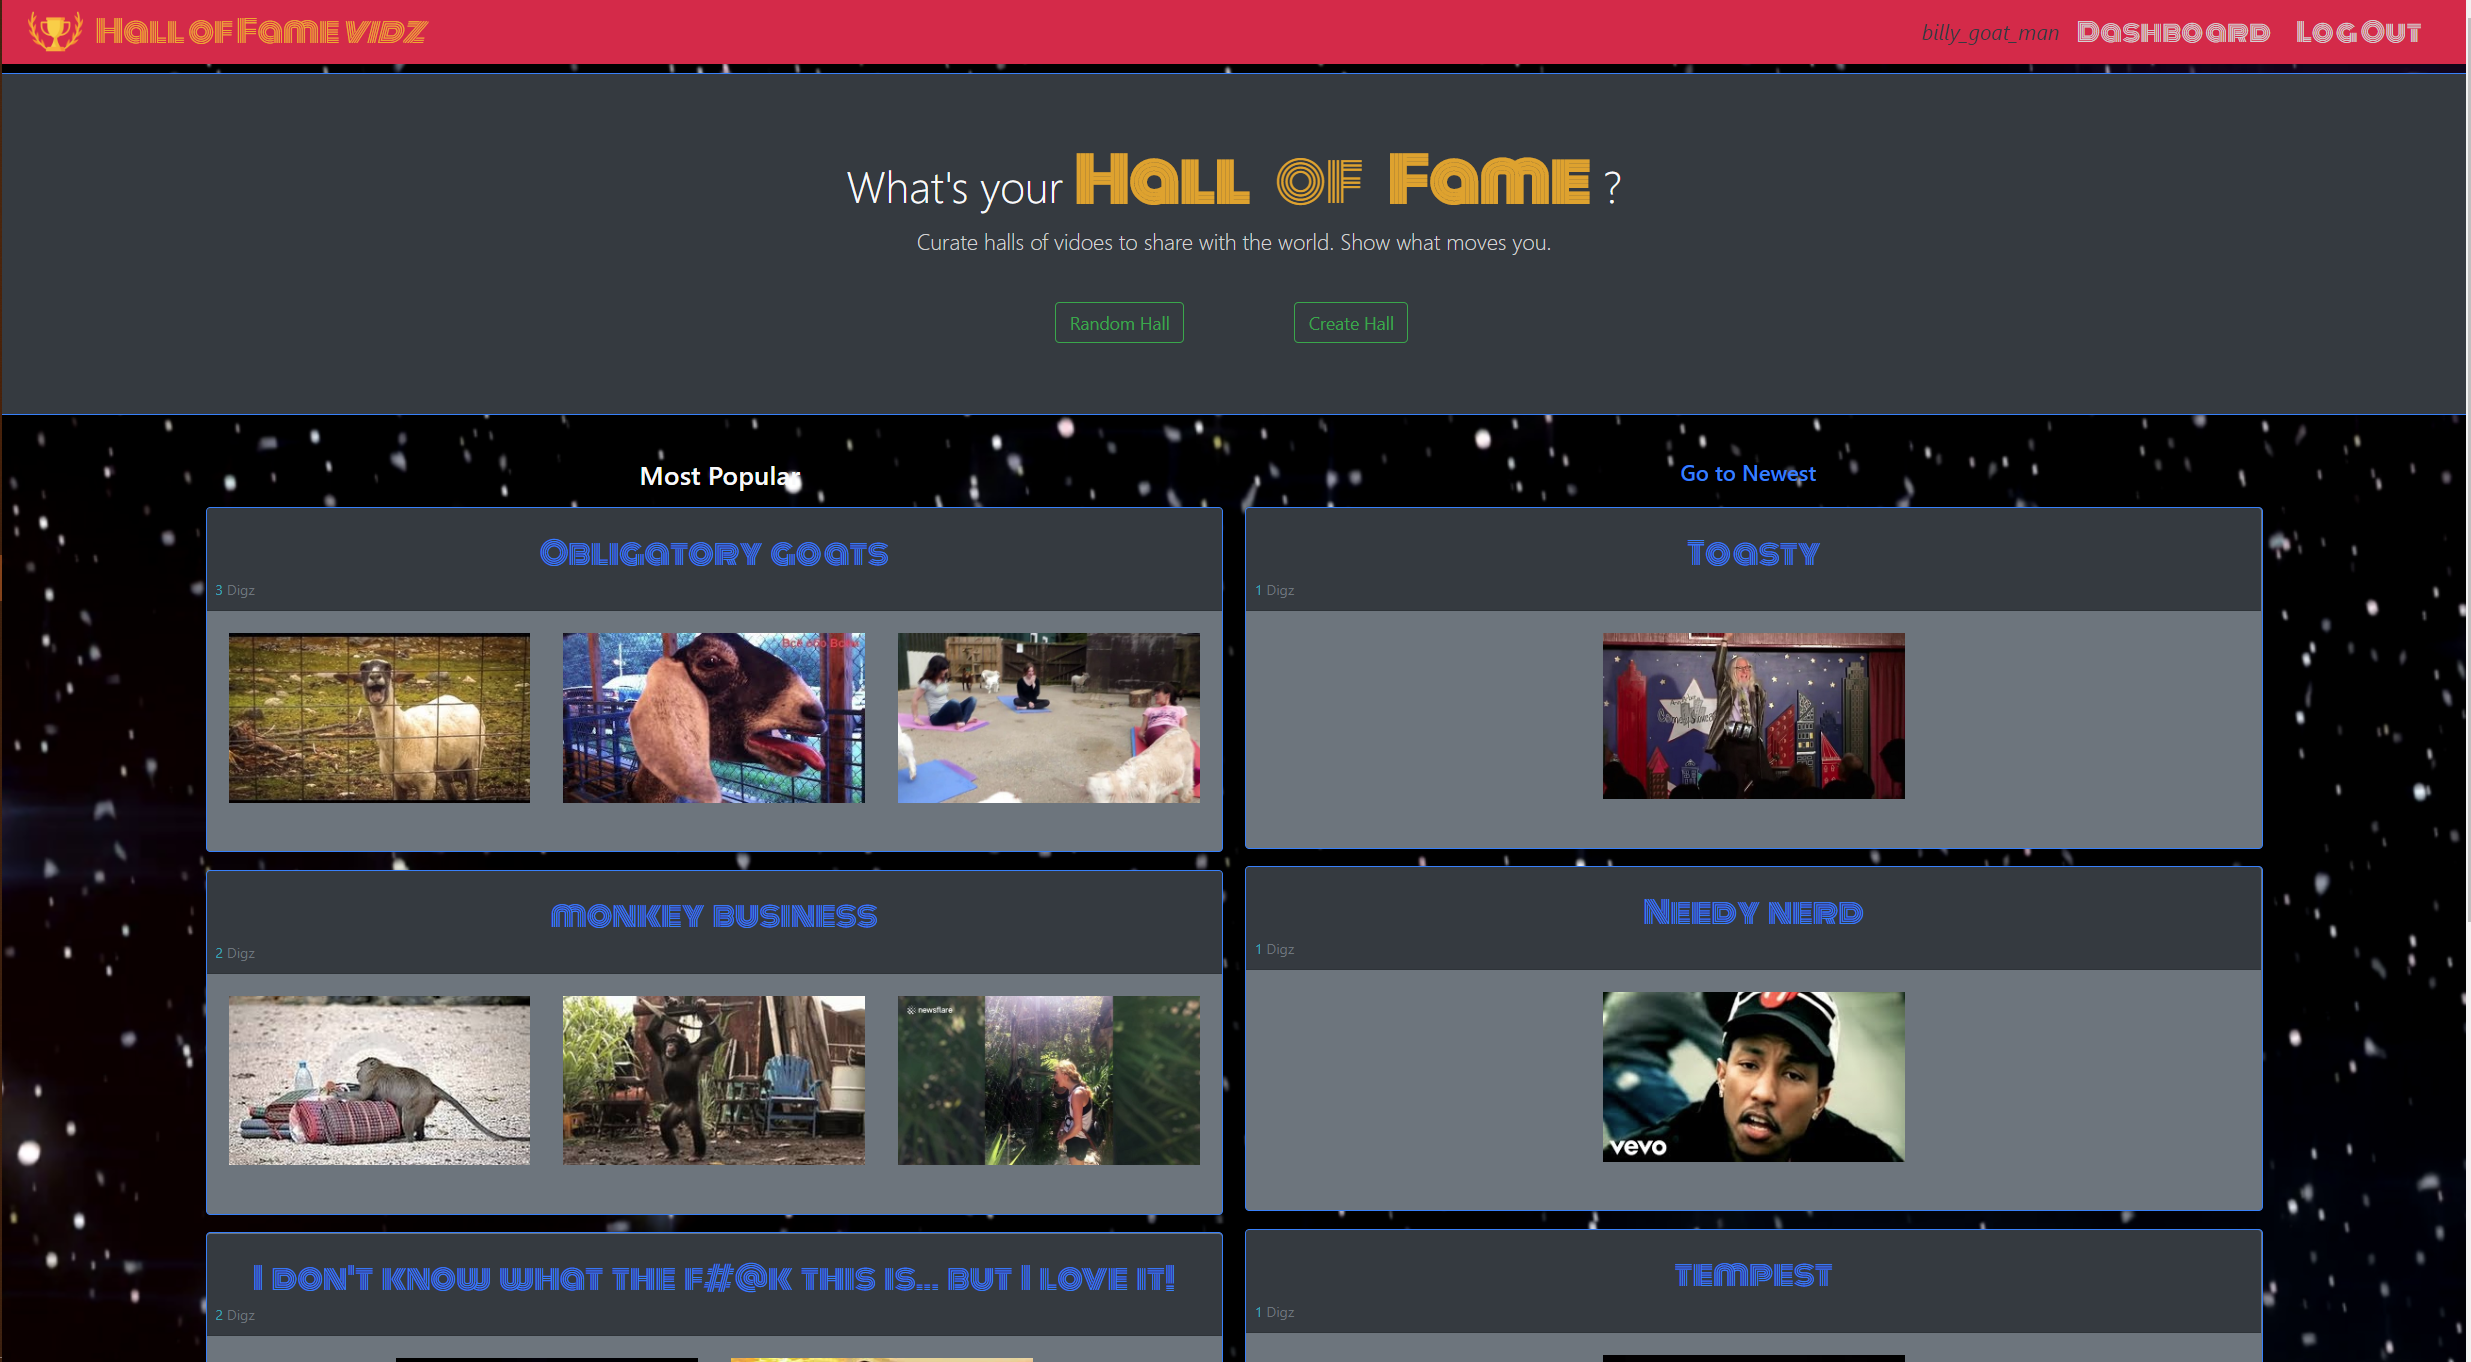 Hall of Fame vidz
billy_goat_man Dashboard Log Out
What's your Hall of Fame ?
Curate halls of vidoes to share with the world. Show what moves you.
Random Hall Create Hall
Most Popular
Go to Newest
Obligatory goats
3 Digz
Toasty
1 Digz
monkey business
2 Digz
newsflare
Needy nerd
1 Digz
vevo
I don't know what the f#@k this is... but I love it!
2 Digz
tempest
1 Digz